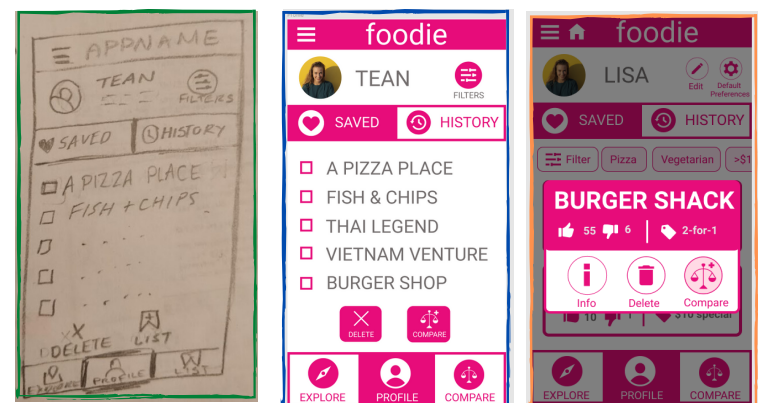 APPNAME
TEAN
FILTERS
SAVED
HISTORY
A PIZZA PLACE
FISH + CHIPS
DELETE
LIST
EXPLORE
PROFILE
LIST
foodie
TEAN
FILTERS
SAVED
HISTORY
A PIZZA PLACE
FISH & CHIPS
THAI LEGEND
VIETNAM VENTURE
BURGER SHOP
DELETE
COMPARE
EXPLORE
PROFILE
COMPARE
foodie
LISA
Edit
Default
Preferences
SAVED
HISTORY
Filter
Pizza
Vegetarian
>$1
BURGER SHACK
55
6
2-for-1
Info
Delete
Compare
10
1
$10 special
EXPLORE
PROFILE
COMPARE